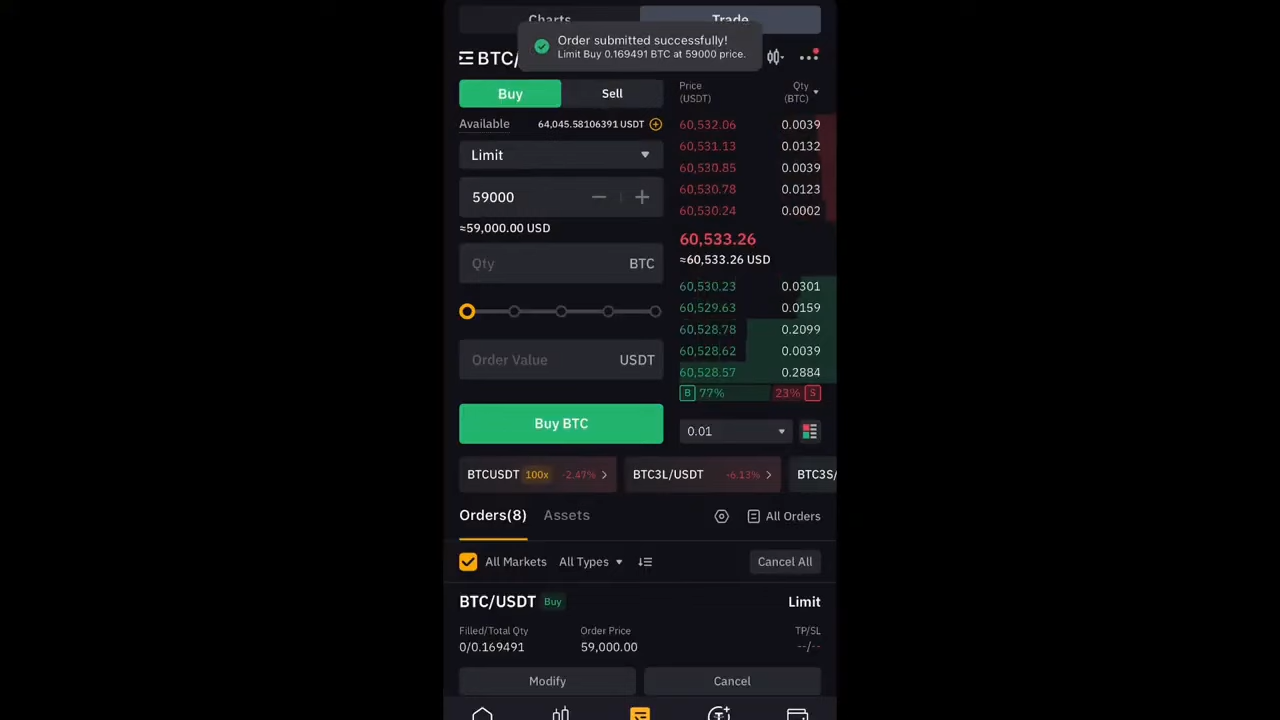 Charts
Trade
Order submitted successfully!
Limit Buy 0.169491 BTC at 59000 price.
BTC/
Buy
Sell
Price
(USDT)
Qty
(BTC)
Available
64,045.58106391 USDT
60,532.06 0.0039
Limit
60,531.13 0.0132
60,530.85 0.0039
59000
60,530.78 0.0123
60,530.24 0.0002
≈59,000.00 USD
60,533.26
≈60,533.26 USD
Qty BTC
60,530.23 0.0301
60,529.63 0.0159
60,528.78 0.2099
60,528.62 0.0039
Order Value USDT
60,528.57 0.2884
B 77% 23% S
Buy BTC
0.01
BTCUSDT 100x -2.47%
BTC3L/USDT -6.13%
BTC3S/
Orders(8) Assets
All Orders
All Markets All Types
Cancel All
BTC/USDT Buy
Limit
Filled/Total Qty Order Price TP/SL
0/0.169491 59,000.00 --/--
Modify Cancel